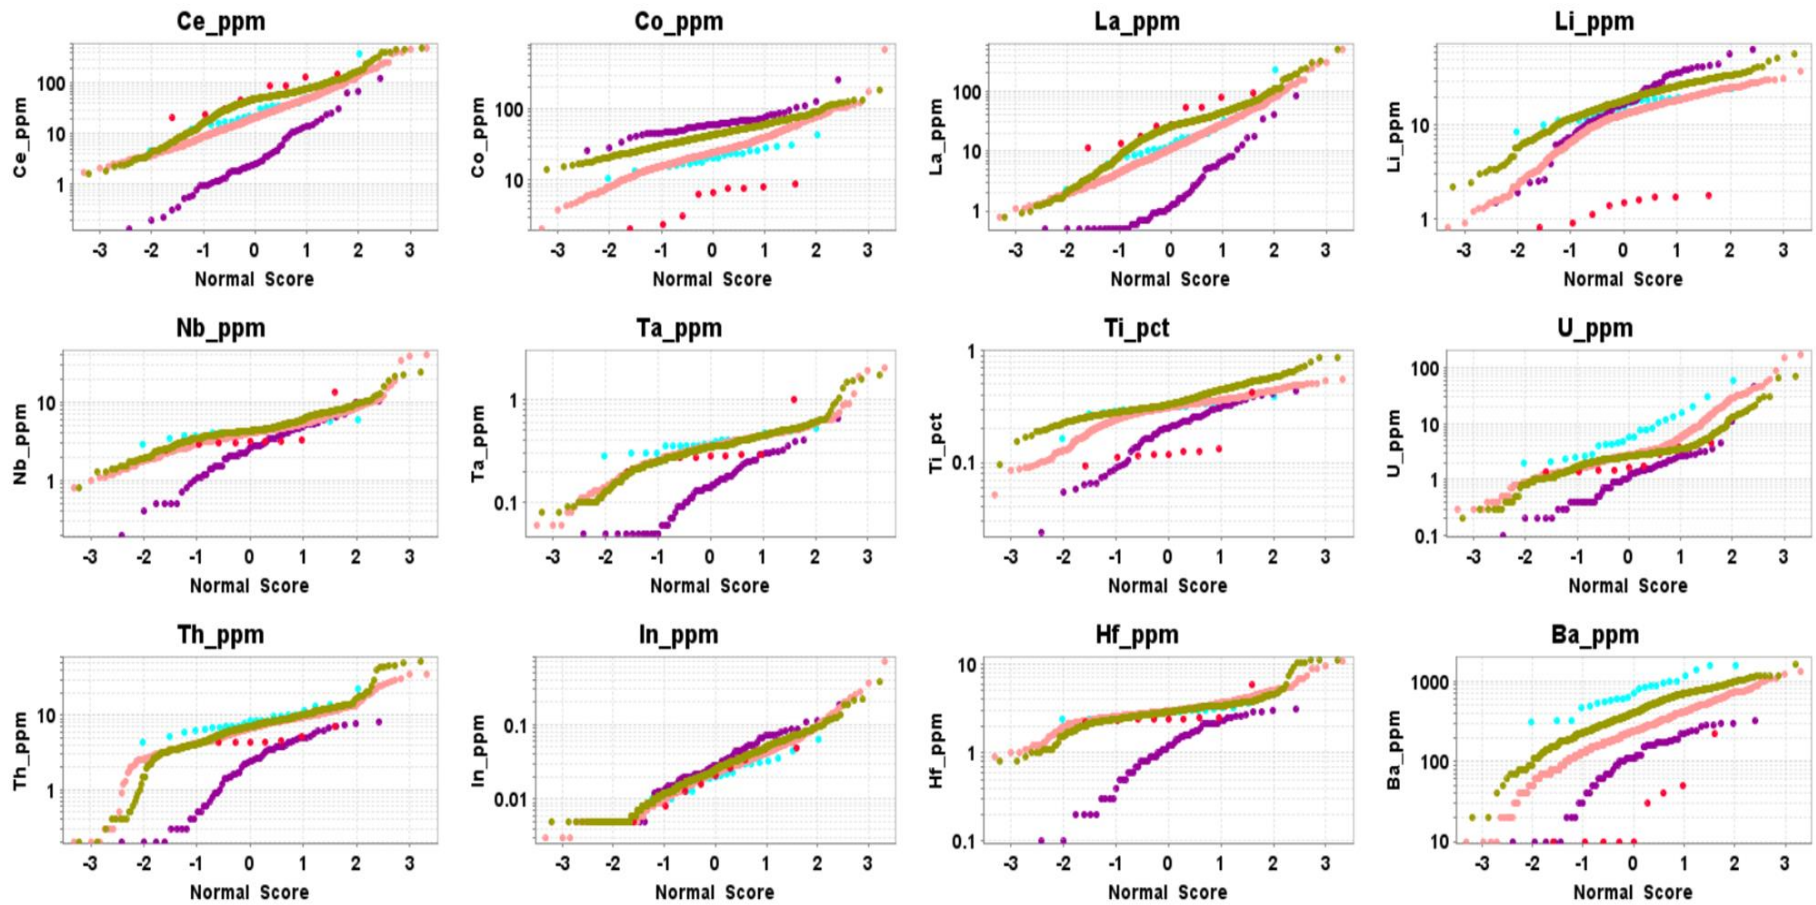 Ce_ppm Co_ppm La_ppm Li_ppm
Ce_ppm
100
10
1
-3 -2 -1 0 1 2 3
Normal Score
Co_ppm
100
10
-3 -2 -1 0 1 2 3
Normal Score
La_ppm
100
10
1
-3 -2 -1 0 1 2 3
Normal Score
Li_ppm
10
1
-3 -2 -1 0 1 2 3
Normal Score
Nb_ppm Ta_ppm Ti_pct U_ppm
Nb_ppm
10
1
-3 -2 -1 0 1 2 3
Normal Score
Ta_ppm
1
0.1
-3 -2 -1 0 1 2 3
Normal Score
Ti_pct
1
0.1
-3 -2 -1 0 1 2 3
Normal Score
U_ppm
100
10
1
0.1
-3 -2 -1 0 1 2 3
Normal Score
Th_ppm In_ppm Hf_ppm Ba_ppm
Th_ppm
10
1
-3 -2 -1 0 1 2 3
Normal Score
In_ppm
0.1
0.01
-3 -2 -1 0 1 2 3
Normal Score
Hf_ppm
10
1
0.1
-3 -2 -1 0 1 2 3
Normal Score
Ba_ppm
1000
100
10
-3 -2 -1 0 1 2 3
Normal Score